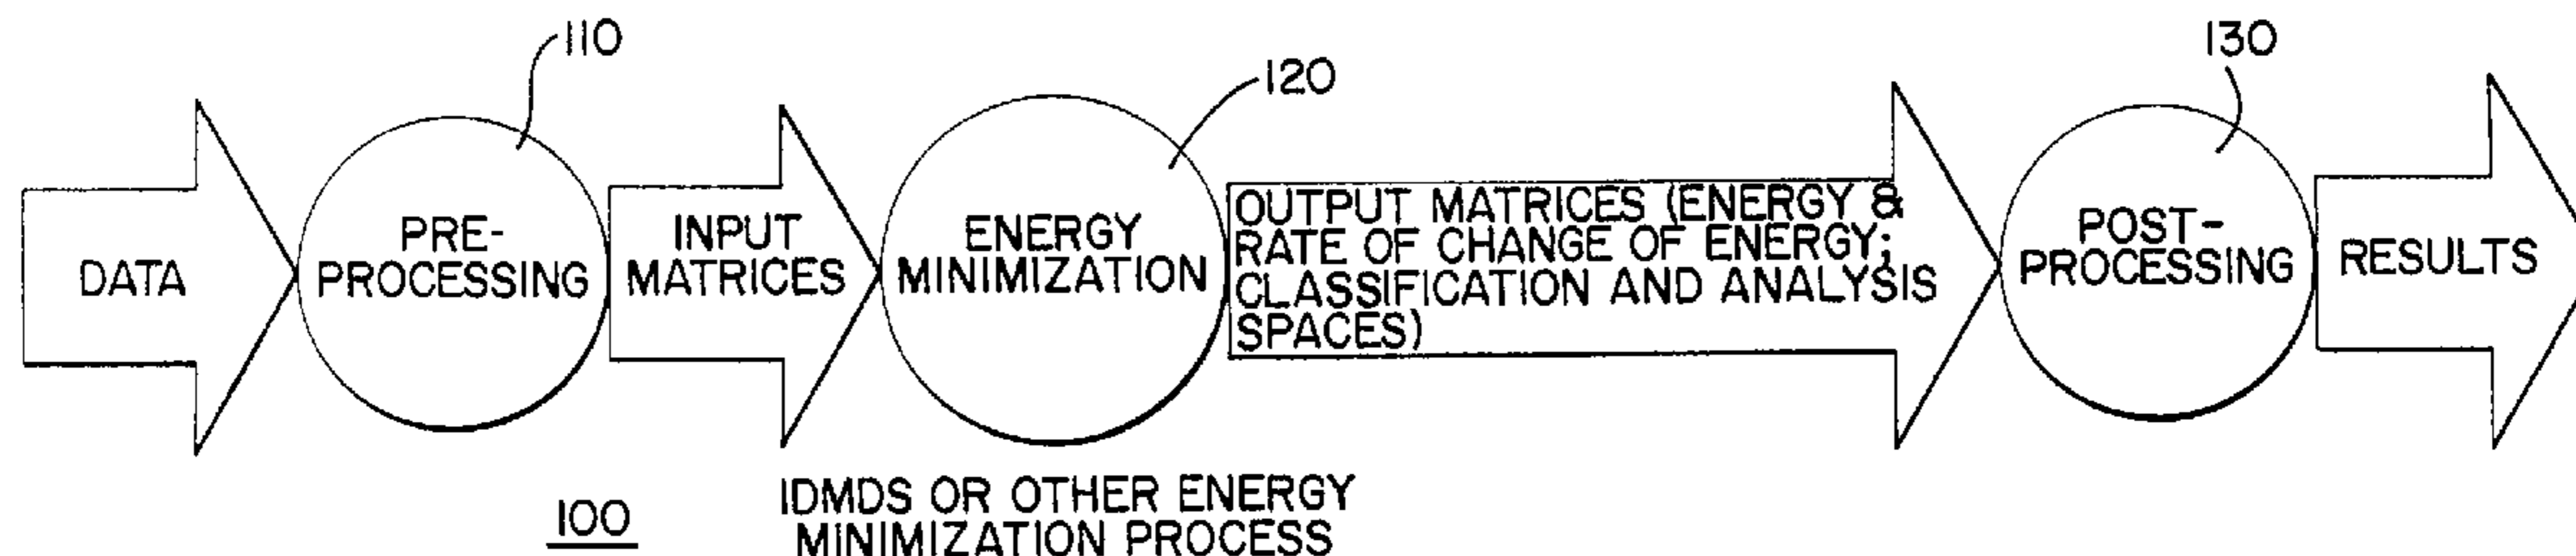 110
120
130
DATA
PRE-
PROCESSING
INPUT
MATRICES
ENERGY
MINIMIZATION
OUTPUT MATRICES (ENERGY &
RATE OF CHANGE OF ENERGY;
CLASSIFICATION AND ANALYSIS
SPACES)
POST-
PROCESSING
RESULTS
100
IDMDS OR OTHER ENERGY
MINIMIZATION PROCESS